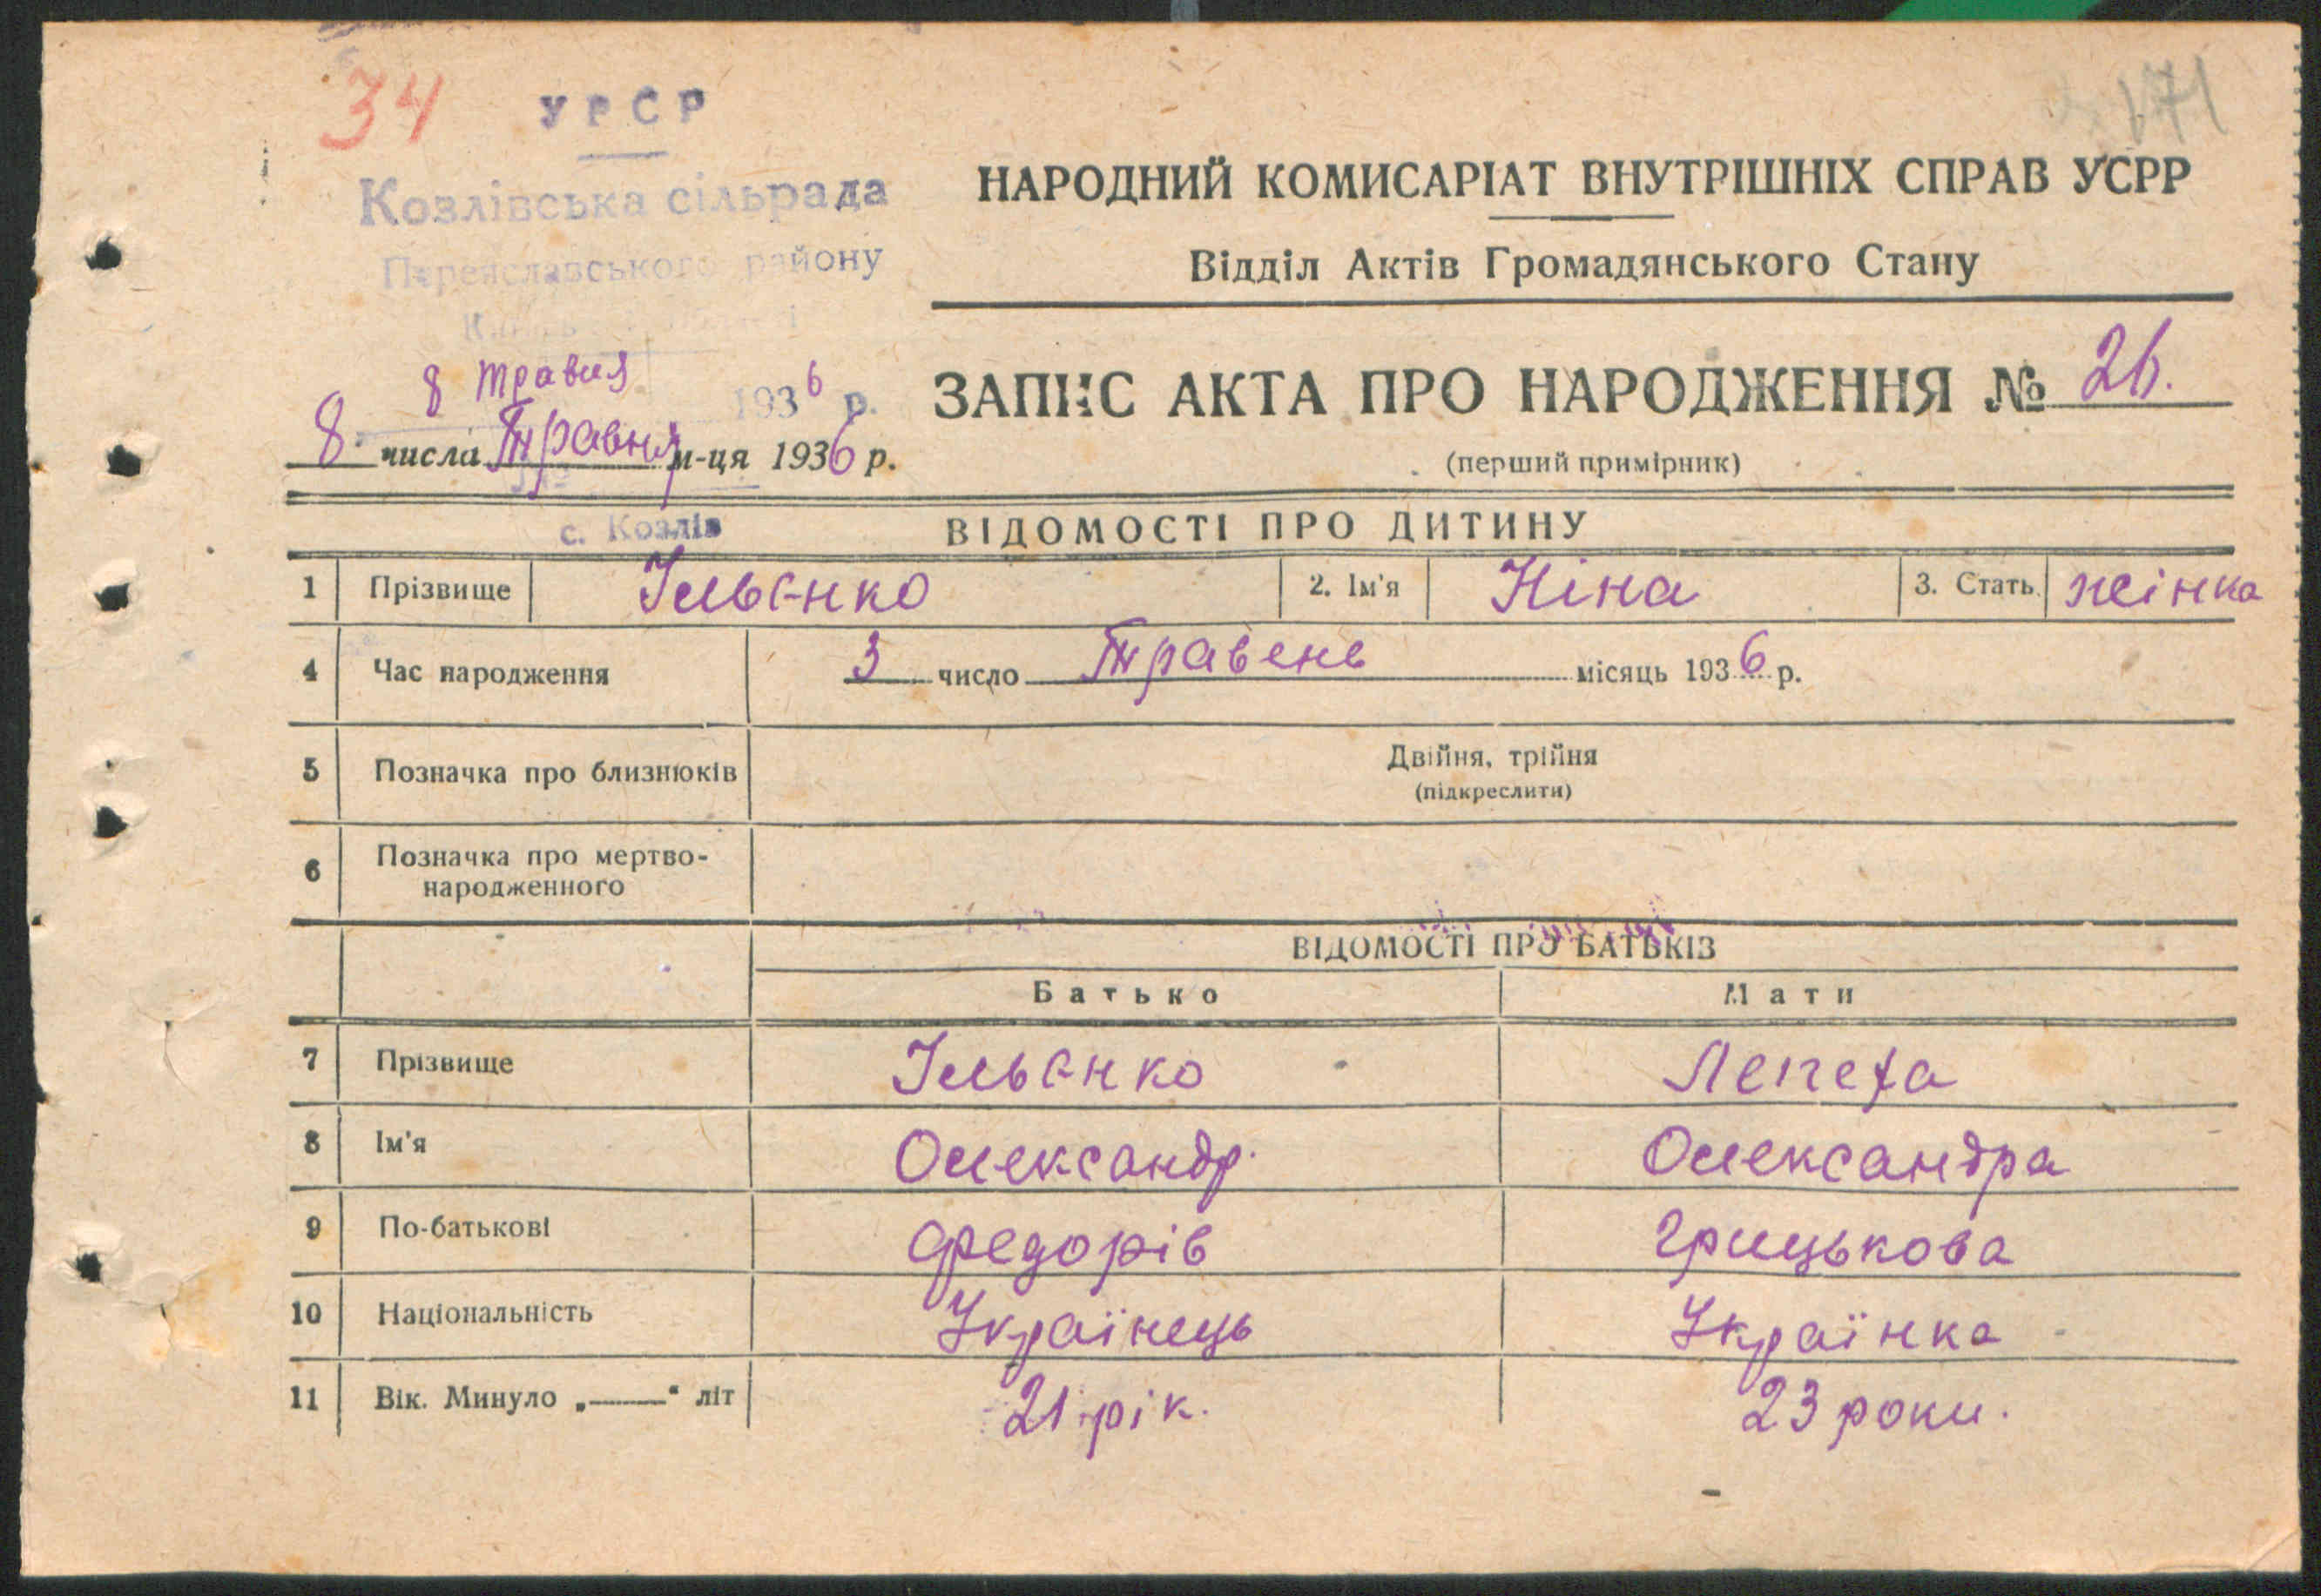 34
171
УРСР
Козлівська сільрада
Переяславського району
8 травня 1936 р.
8 числа Травня м-ця 1936 р.
с. Козлів
НАРОДНИЙ КОМИСАРІАТ ВНУТРІШНІХ СПРАВ УСРР
Відділ Актів Громадянського Стану
ЗАПИС АКТА ПРО НАРОДЖЕННЯ № 26.
(перший примірник)
ВІДОМОСТІ ПРО ДИТИНУ
1 Прізвище Ільєнко 2. Ім'я Ніна 3. Стать жінка
4 Час народження 3 число Травень місяць 1936 р.
5 Позначка про близнюків Двійня, трійня
(підкреслити)
6 Позначка про мертво-
народженного
ВІДОМОСТІ ПРО БАТЬКІВ
Батько Мати
7 Прізвище Ільєнко Лепеха
8 Ім'я Олександр. Олександра
9 По-батькові Федорів Грицькова
10 Національність Українець Українка
11 Вік. Минуло „——“ літ 21 рік. 23 роки.